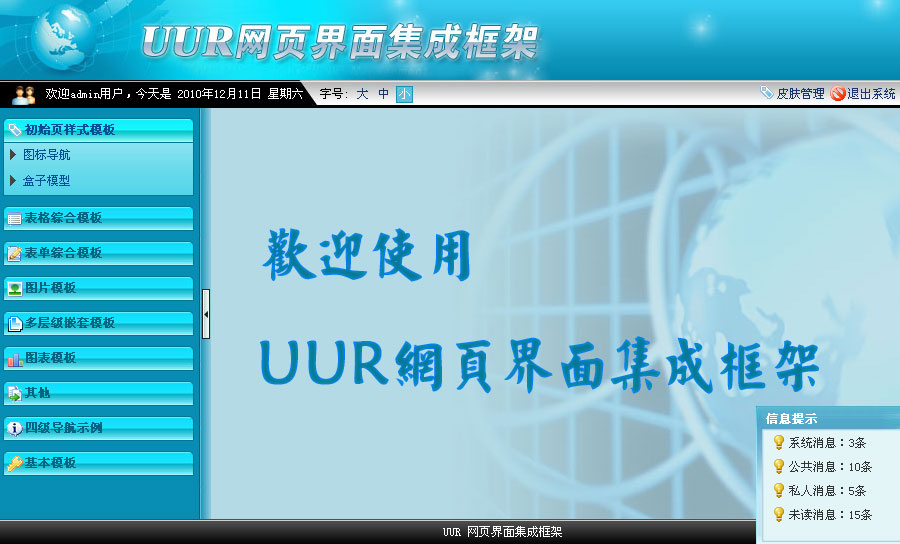 UUR网页界面集成框架
欢迎admin用户，今天是 2010年12月11日 星期六 字号: 大 中 小 皮肤管理 退出系统
初始页样式模板
图标导航
盒子模型
表格综合模板
表单综合模板
图片模板
多层级嵌套模板
图表模板
其他
四级导航示例
基本模板
歡迎使用
UUR網頁界面集成框架
信息提示
系统消息：3条
公共消息：10条
私人消息：5条
未读消息：15条
UUR 网页界面集成框架